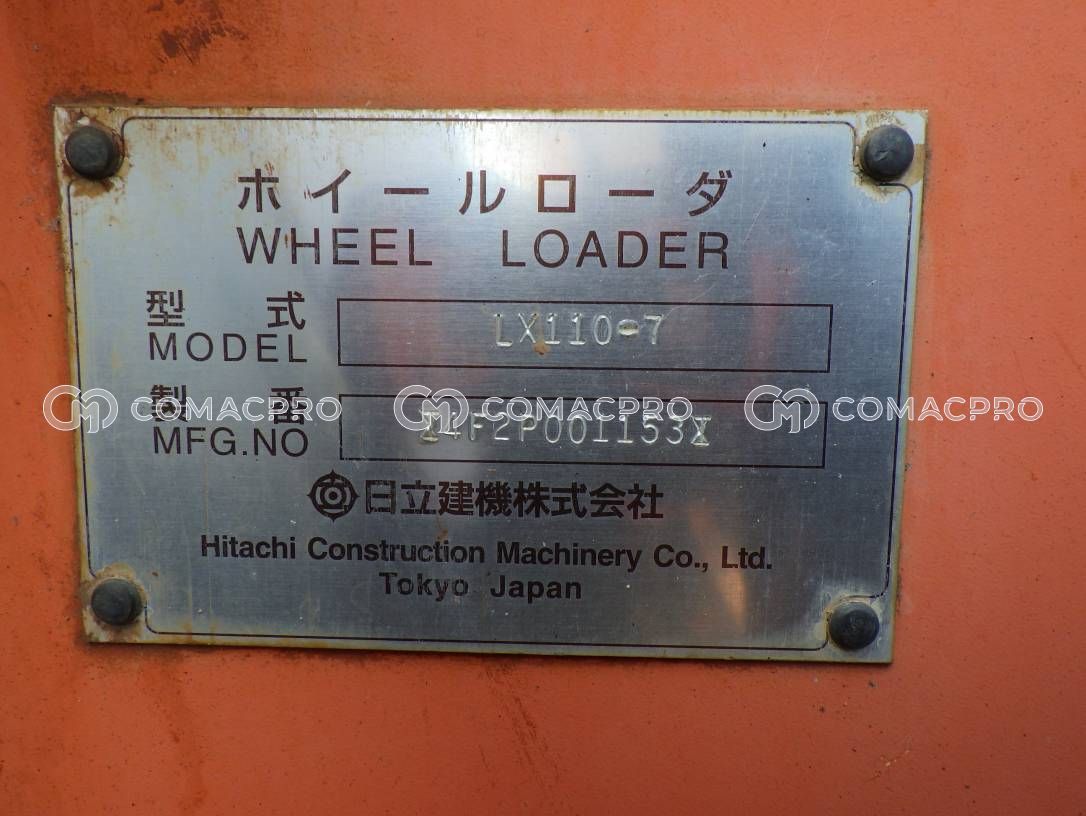 ホイールローダ
WHEEL LOADER
型式
MODEL LX110-7
製番
MFG.NO
COMACPRO COMACPRO COMACPRO
日立建機株式会社
Hitachi Construction Machinery Co., Ltd.
Tokyo Japan